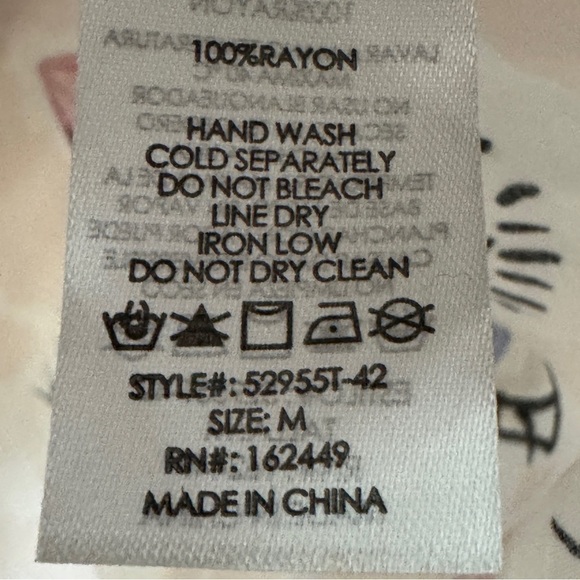 100%RAYON
HAND WASH
COLD SEPARATELY
DO NOT BLEACH
LINE DRY
IRON LOW
DO NOT DRY CLEAN
STYLE#: 52955T-42
SIZE: M
RN#: 162449
MADE IN CHINA